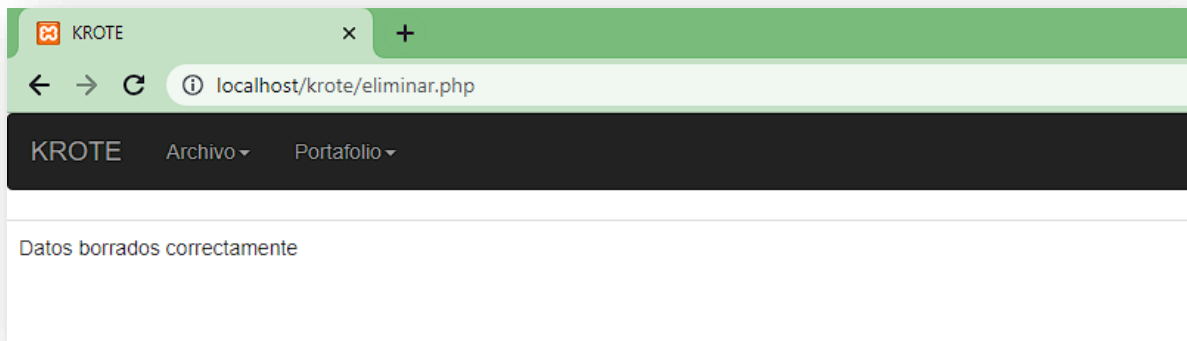 KROTE
localhost/krote/eliminar.php
KROTE Archivo Portafolio
Datos borrados correctamente